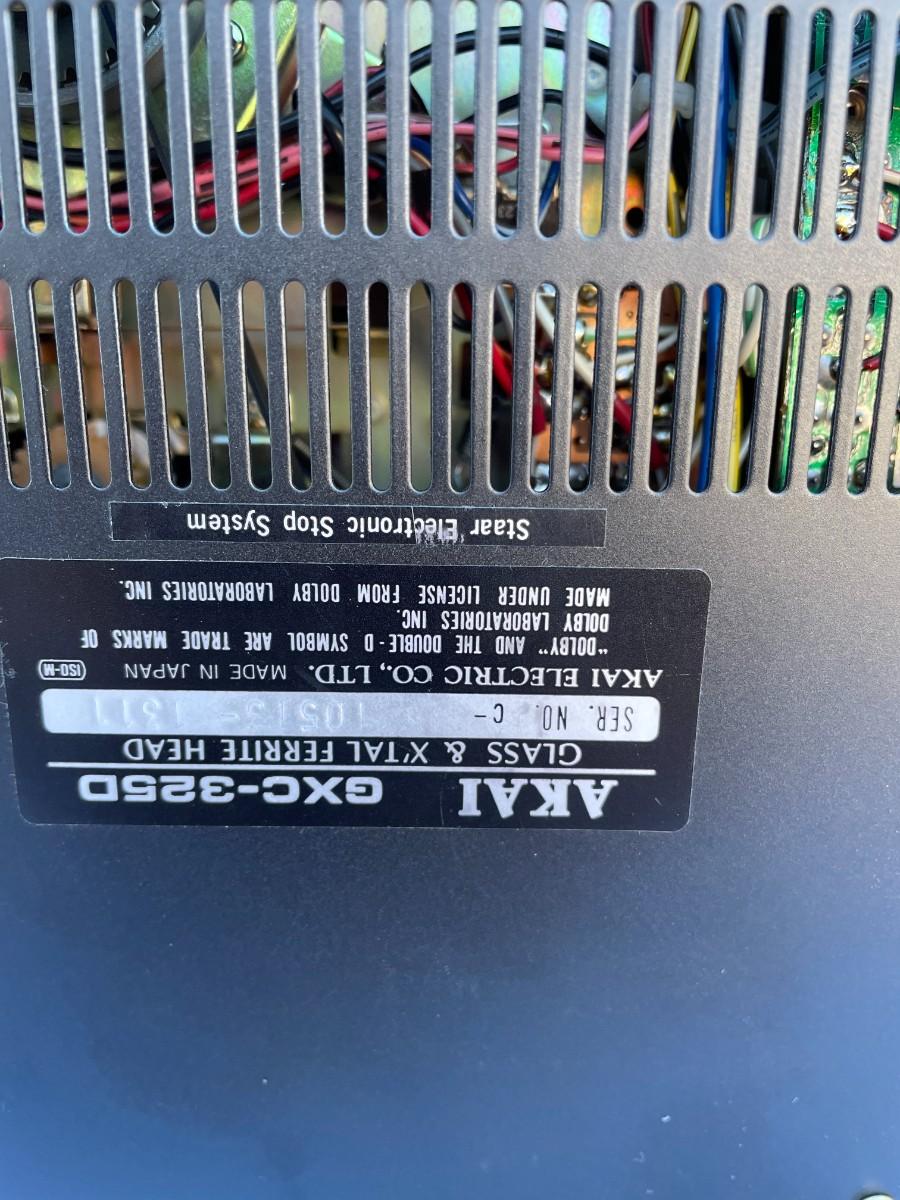 AKAI GXC-325D
GLASS & X'TAL FERRITE HEAD
SER. NO. C-
AKAI ELECTRIC CO., LTD. MADE IN JAPAN ISO-M
"DOLBY" AND THE DOUBLE-D SYMBOL ARE TRADE MARKS OF
DOLBY LABORATORIES INC.
MADE UNDER LICENSE FROM DOLBY LABORATORIES INC.
Staar Electronic Stop System